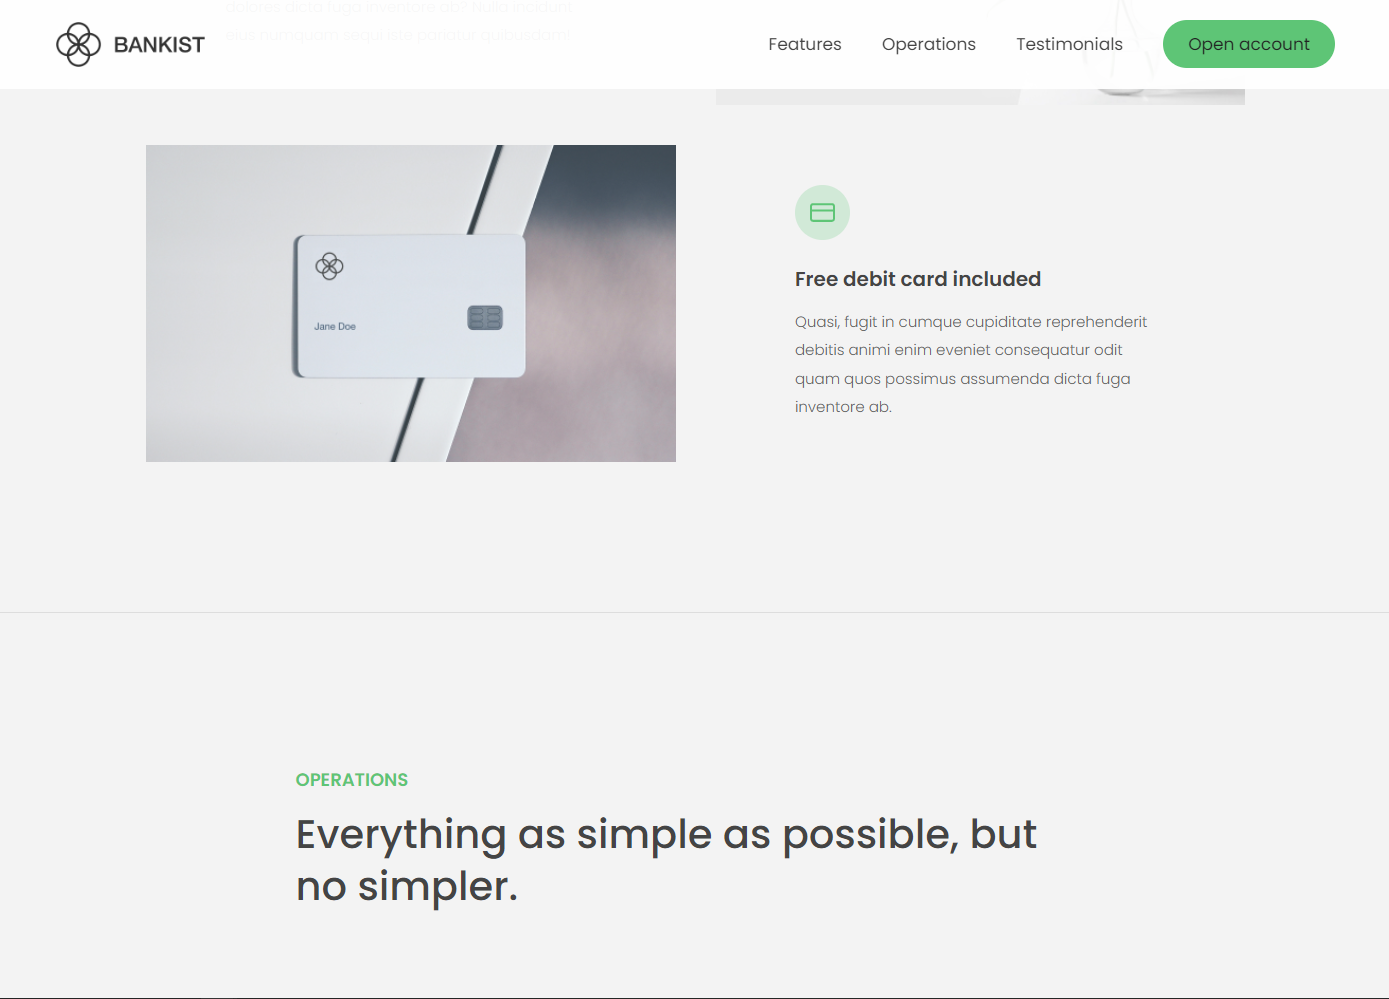 dolores dicta fuga inventore ab? Nulla incidunt
eius numquam sequi iste pariatur quibusdam!
BANKIST
Features
Operations
Testimonials
Open account
Jane Doe
Free debit card included
Quasi, fugit in cumque cupiditate reprehenderit
debitis animi enim eveniet consequatur odit
quam quos possimus assumenda dicta fuga
inventore ab.
OPERATIONS
Everything as simple as possible, but
no simpler.